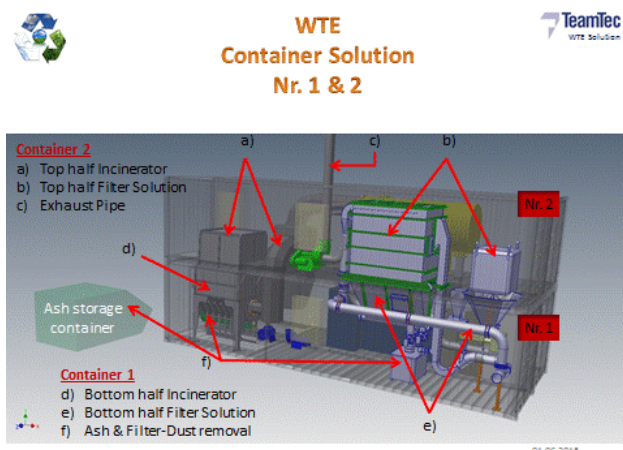 WTE
Container Solution
Nr. 1 & 2
TeamTec
WTE Solution
Container 2
a) Top half Incinerator
b) Top half Filter Solution
c) Exhaust Pipe
a)
c)
b)
Nr. 2
d)
Ash storage
container
Nr. 1
f)
e)
Container 1
d) Bottom half Incinerator
e) Bottom half Filter Solution
f) Ash & Filter-Dust removal